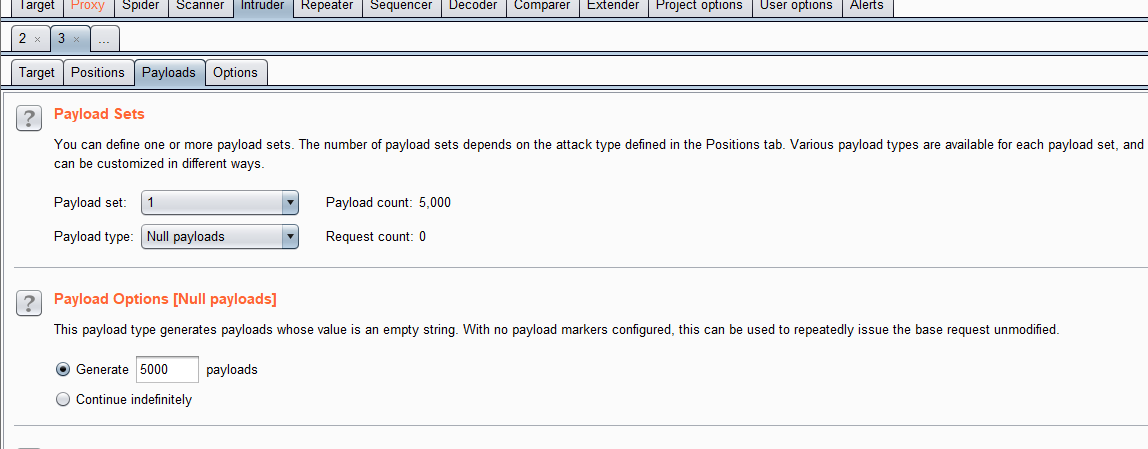 Target Proxy Spider Scanner Intruder Repeater Sequencer Decoder Comparer Extender Project options User options Alerts
2 × 3 × ...
Target Positions Payloads Options
? Payload Sets
You can define one or more payload sets. The number of payload sets depends on the attack type defined in the Positions tab. Various payload types are available for each payload set, and
can be customized in different ways.
Payload set: 1 Payload count: 5,000
Payload type: Null payloads Request count: 0
? Payload Options [Null payloads]
This payload type generates payloads whose value is an empty string. With no payload markers configured, this can be used to repeatedly issue the base request unmodified.
Generate 5000 payloads
Continue indefinitely